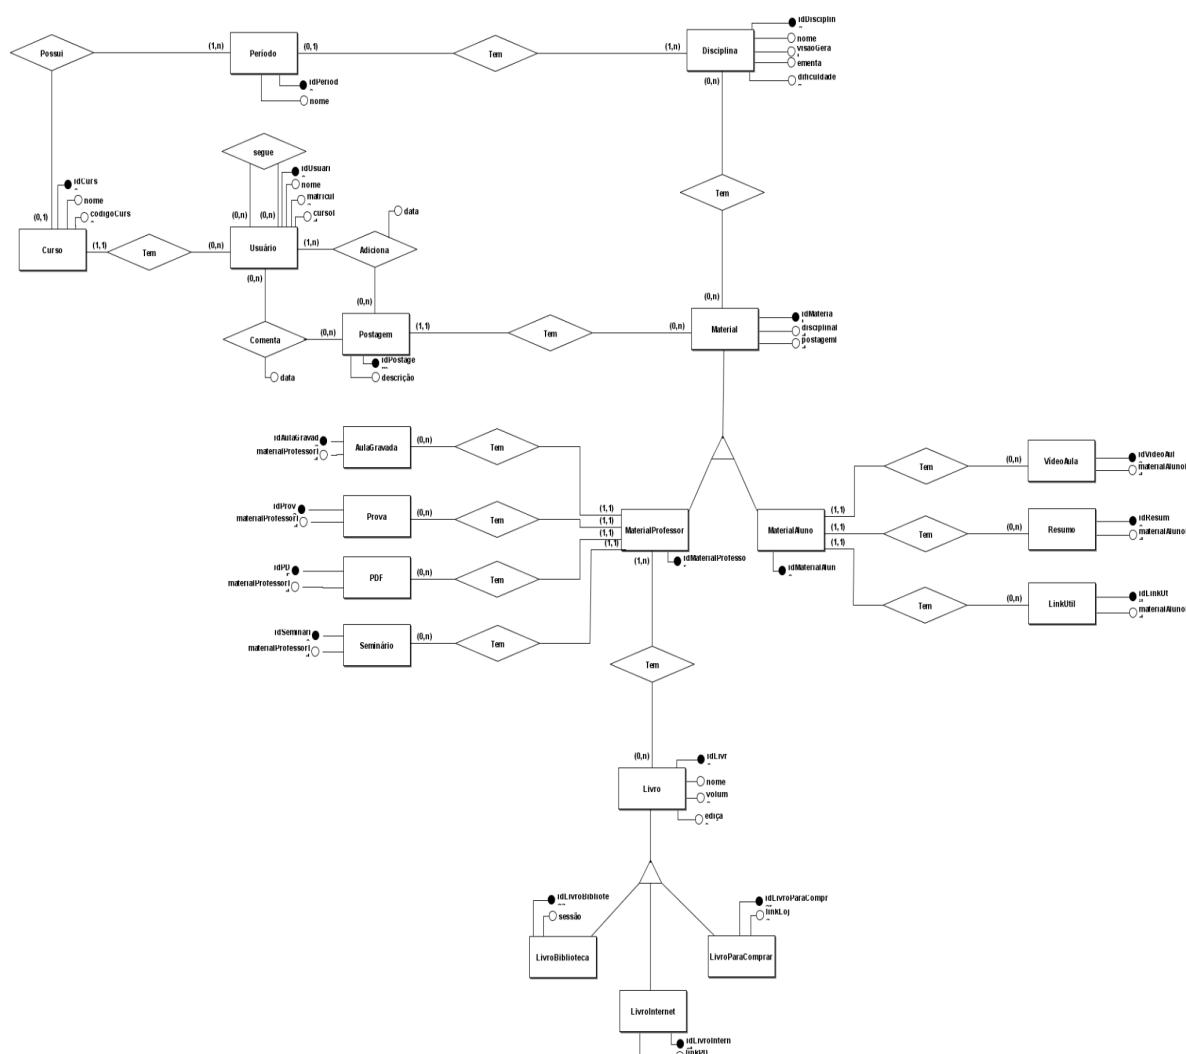 idDisciplin
nome
visaoGera
ementa
dificuldade
Disciplina
(0,n)
(1,n)
Tem
(0,1)
Período
(1,n)
Possui
idPeriod
nome
segue
idUsuari
nome
matricul
cursoI
(0,n)
(0,n)
Usuário
(0,n)
(1,n)
(0,n)
idCurs
nome
codigoCurs
(0,1)
Curso
(1,1)
Tem
data
Adiciona
(0,n)
Tem
(0,n)
Comenta
(0,n)
data
Postagem
(1,1)
idPostage
descrição
Tem
(0,n)
Material
idMateria
disciplinaI
postagemI
idAulaGravad
materialProfessorI
AulaGravada
(0,n)
Tem
idProv
materialProfessorI
Prova
(0,n)
Tem
idPD
materialProfessorI
PDF
(0,n)
Tem
idSeminari
materialProfessorI
Seminário
(0,n)
Tem
(1,1)
(1,1)
(1,1)
(1,1)
MaterialProfessor
(1,n)
idMaterialProfesso
MaterialAluno
idMaterialAlun
(1,1)
(1,1)
(1,1)
Tem
(0,n)
VídeoAula
idVídeoAul
materialAlunoI
Tem
(0,n)
Resumo
idResum
materialAlunoI
Tem
(0,n)
LinkUtil
idLinkUt
materialAlunoI
Tem
(0,n)
Livro
idLivr
nome
volum
ediça
idLivroBibliote
sessão
LivroBiblioteca
idLivroParaCompr
linkLoj
LivroParaComprar
LivroInternet
idLivroIntern